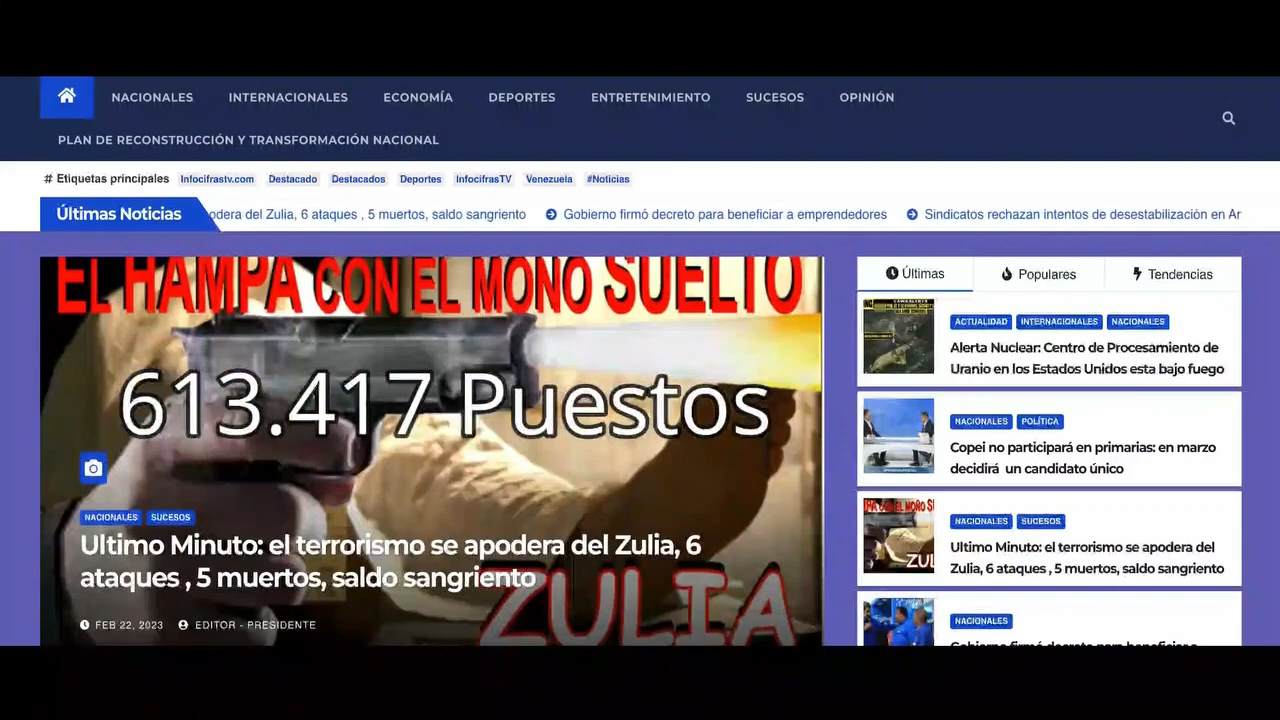 NACIONALES INTERNACIONALES ECONOMÍA DEPORTES ENTRETENIMIENTO SUCESOS OPINIÓN
PLAN DE RECONSTRUCCIÓN Y TRANSFORMACIÓN NACIONAL
# Etiquetas principales Infocifrastv.com Destacado Destacados Deportes InfocifrasTV Venezuela #Noticias
Últimas Noticias odera del Zulia, 6 ataques , 5 muertos, saldo sangriento Gobierno firmó decreto para beneficiar a emprendedores Sindicatos rechazan intentos de desestabilización en Ar
EL HAMPA CON EL MONO SUELTO
613.417 Puestos
NACIONALES SUCESOS
Ultimo Minuto: el terrorismo se apodera del Zulia, 6
ataques , 5 muertos, saldo sangriento
ZULIA
FEB 22, 2023 EDITOR - PRESIDENTE
Últimas Populares Tendencias
ACTUALIDAD INTERNACIONALES NACIONALES
Alerta Nuclear: Centro de Procesamiento de
Uranio en los Estados Unidos esta bajo fuego
NACIONALES POLÍTICA
Copei no participará en primarias: en marzo
decidirá un candidato único
NACIONALES SUCESOS
Ultimo Minuto: el terrorismo se apodera del
Zulia, 6 ataques , 5 muertos, saldo sangriento
NACIONALES
Gobierno firmó decreto para beneficiar a